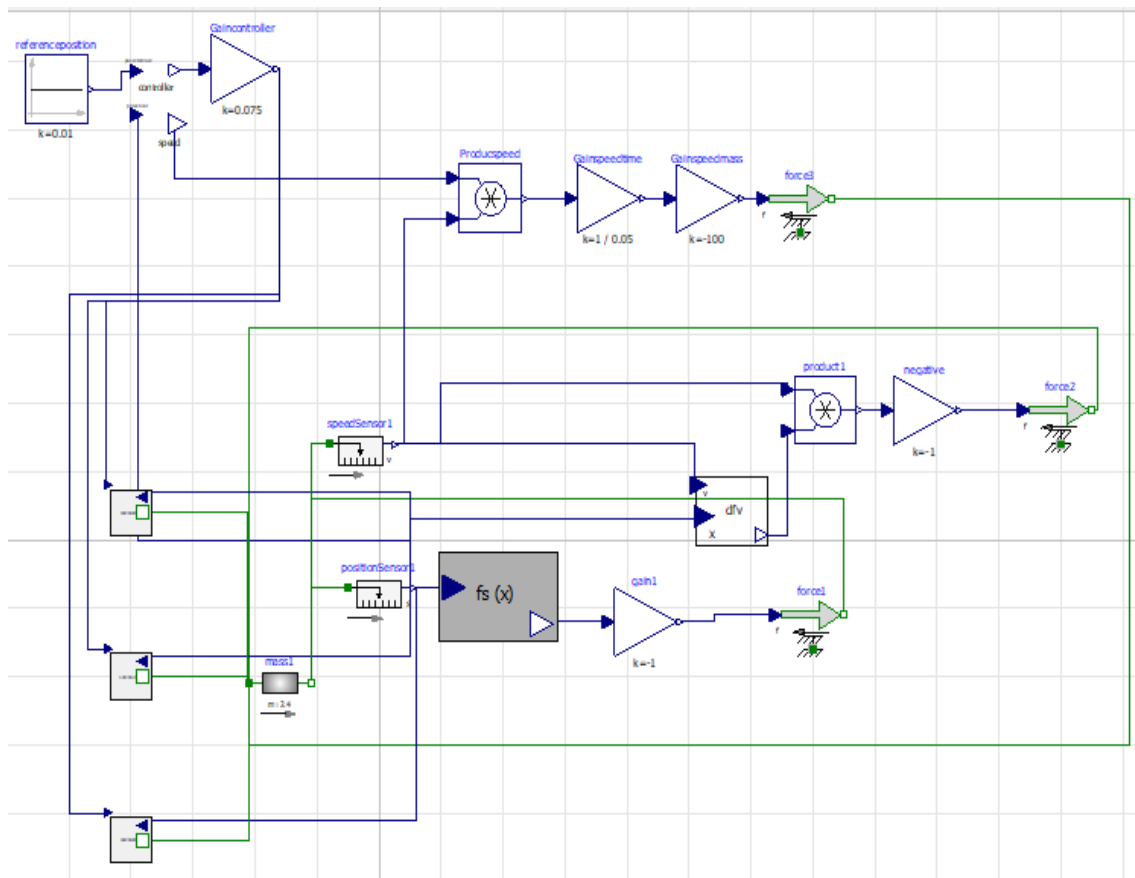 Gaincontroller
referenceposition
controller
k=0.075
k=0.01
speed
Producspeed
Gainspeedtime
Gainspeedmass
force3
f
k=1 / 0.05
k=-100
product1
negative
force2
f
k=-1
speedSensor1
v
v
dfv
x
positionSensor1
s
fs (x)
gain1
force1
f
k=-1
mass1
m=24